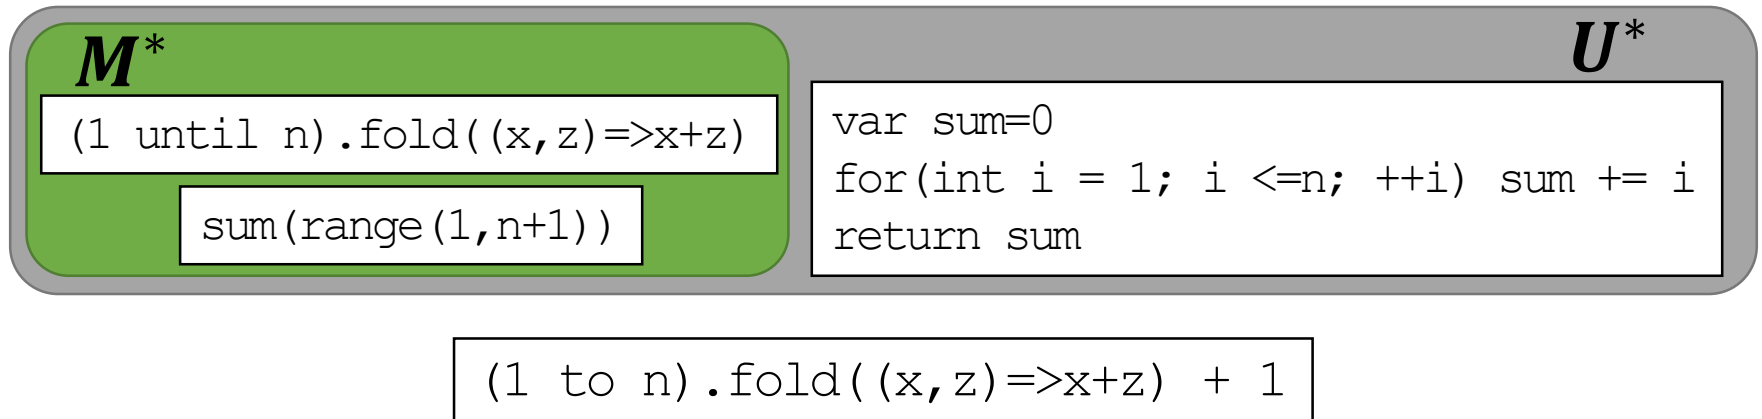 M*
U*
(1 until n).fold((x,z)=>x+z)
sum(range(1,n+1))
var sum=0
for(int i = 1; i <=n; ++i) sum += i
return sum
(1 to n).fold((x,z)=>x+z) + 1